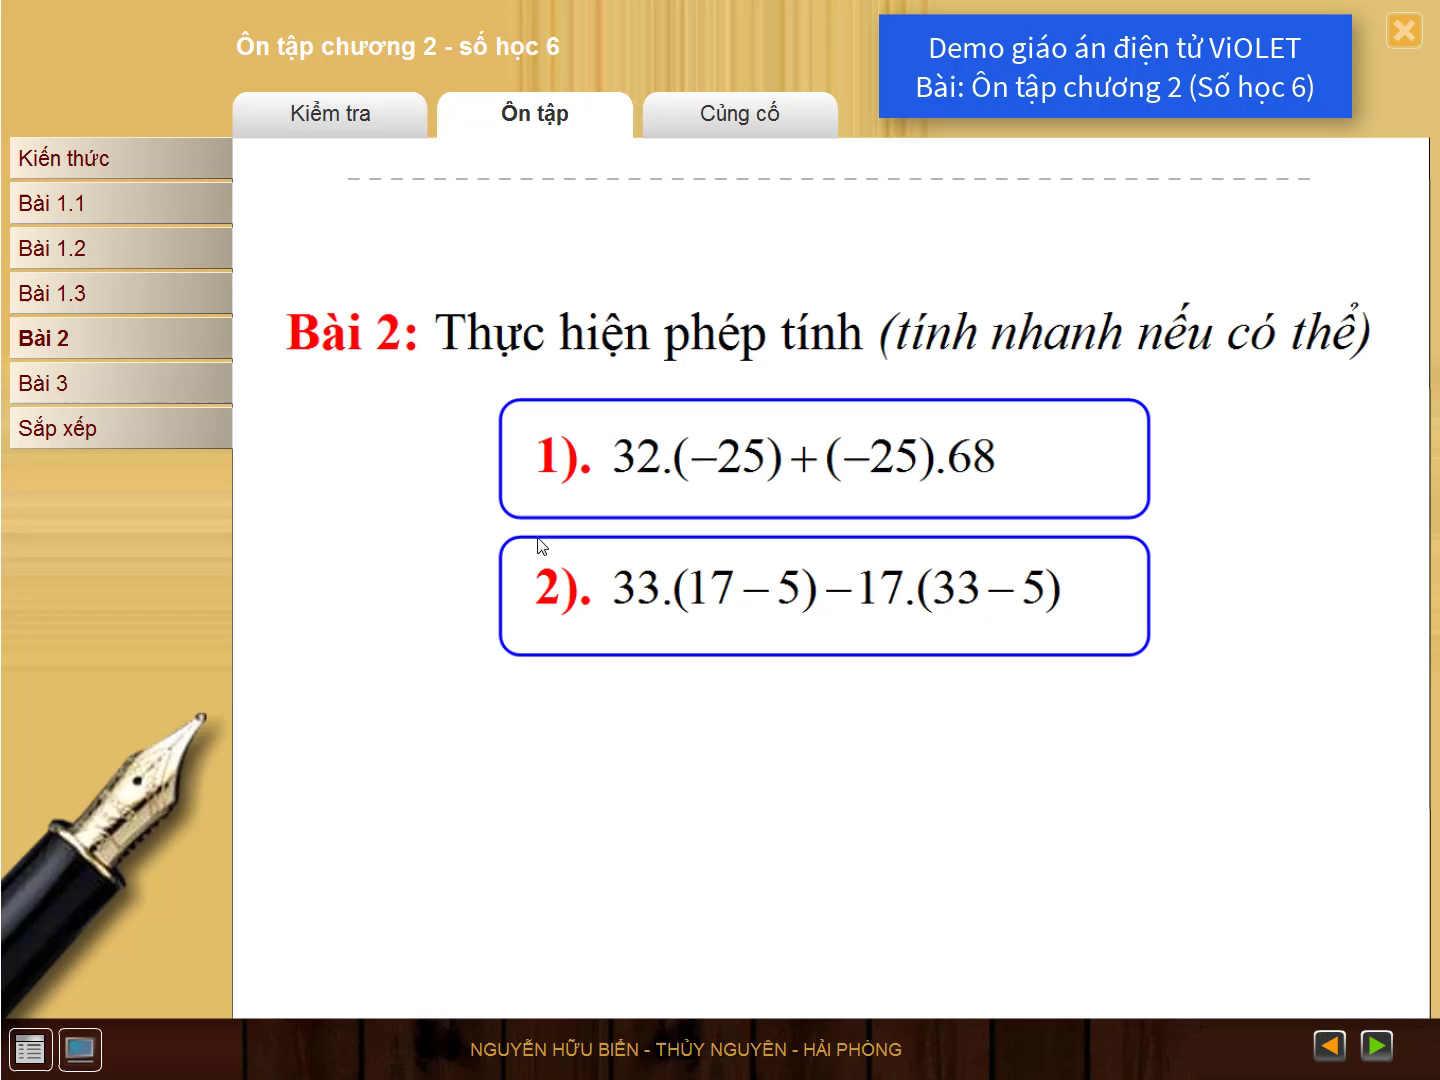 Ôn tập chương 2 - số học 6
Demo giáo án điện tử ViOLET
Bài: Ôn tập chương 2 (Số học 6)
Kiểm tra
Ôn tập
Củng cố
Kiến thức
Bài 1.1
Bài 1.2
Bài 1.3
Bài 2
Bài 3
Sắp xếp
Bài 2: Thực hiện phép tính (tính nhanh nếu có thể)
1). 32.(−25)+(−25).68
2). 33.(17−5)−17.(33−5)
NGUYỄN HỮU BIỂN - THỦY NGUYÊN - HẢI PHÒNG